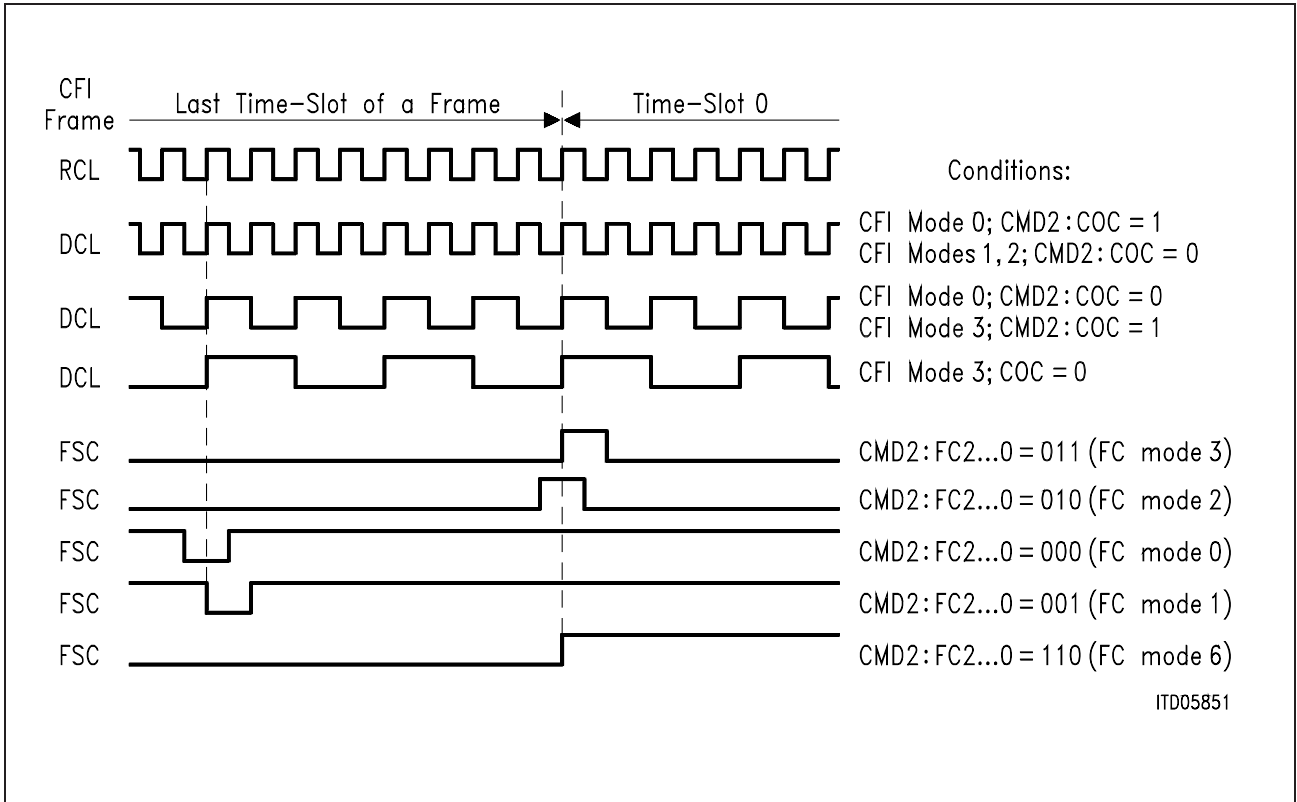 CFI
Frame
Last Time-Slot of a Frame
Time-Slot 0
RCL
Conditions:
DCL
CFI Mode 0; CMD2:COC = 1
CFI Modes 1, 2; CMD2:COC = 0
DCL
CFI Mode 0; CMD2:COC = 0
CFI Mode 3; CMD2:COC = 1
DCL
CFI Mode 3; COC = 0
FSC
CMD2:FC2...0 = 011 (FC mode 3)
FSC
CMD2:FC2...0 = 010 (FC mode 2)
FSC
CMD2:FC2...0 = 000 (FC mode 0)
FSC
CMD2:FC2...0 = 001 (FC mode 1)
FSC
CMD2:FC2...0 = 110 (FC mode 6)
ITD05851